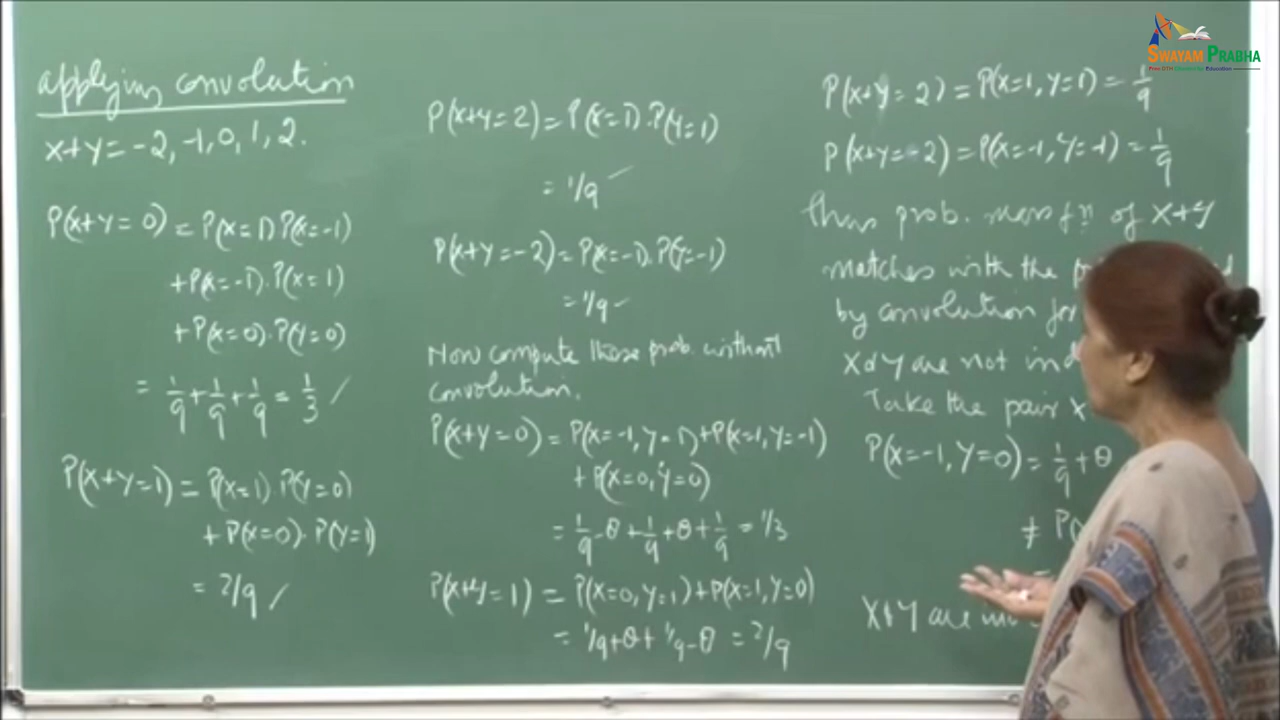 applying convolution
X+Y = -2, -1, 0, 1, 2.
P(X+Y=0) = P(X=1) P(X=-1)
+P(X=-1). P(X=1)
+P(X=0). P(Y=0)
= 1/9 + 1/9 + 1/9 = 1/3
P(X+Y=1) = P(X=1). P(Y=0)
+ P(X=0). P(Y=1)
= 2/9
P(X+Y=2) = P(X=1). P(Y=1)
= 1/9
P(X+Y=-2) = P(X=-1). P(Y=-1)
= 1/9
Now compute these prob. without
convolution.
P(X+Y=0) = P(X=-1, Y=1) + P(X=1, Y=-1)
+ P(X=0, Y=0)
= 1/9 - θ + 1/9 + θ + 1/9 = 1/3
P(X+Y=1) = P(X=0, Y=1) + P(X=1, Y=0)
= 1/9 + θ + 1/9 - θ = 2/9
P(X+Y=2) = P(X=1, Y=1) = 1/9
P(X+Y=-2) = P(X=-1, Y=-1) = 1/9
Thus prob. mass fn of X+Y
matches with the
by convolution for
X & Y are not
Take the pair X
P(X=-1, Y=0) = 1/9 + θ
≠ P(
X & Y are
SWAYAM PRABHA